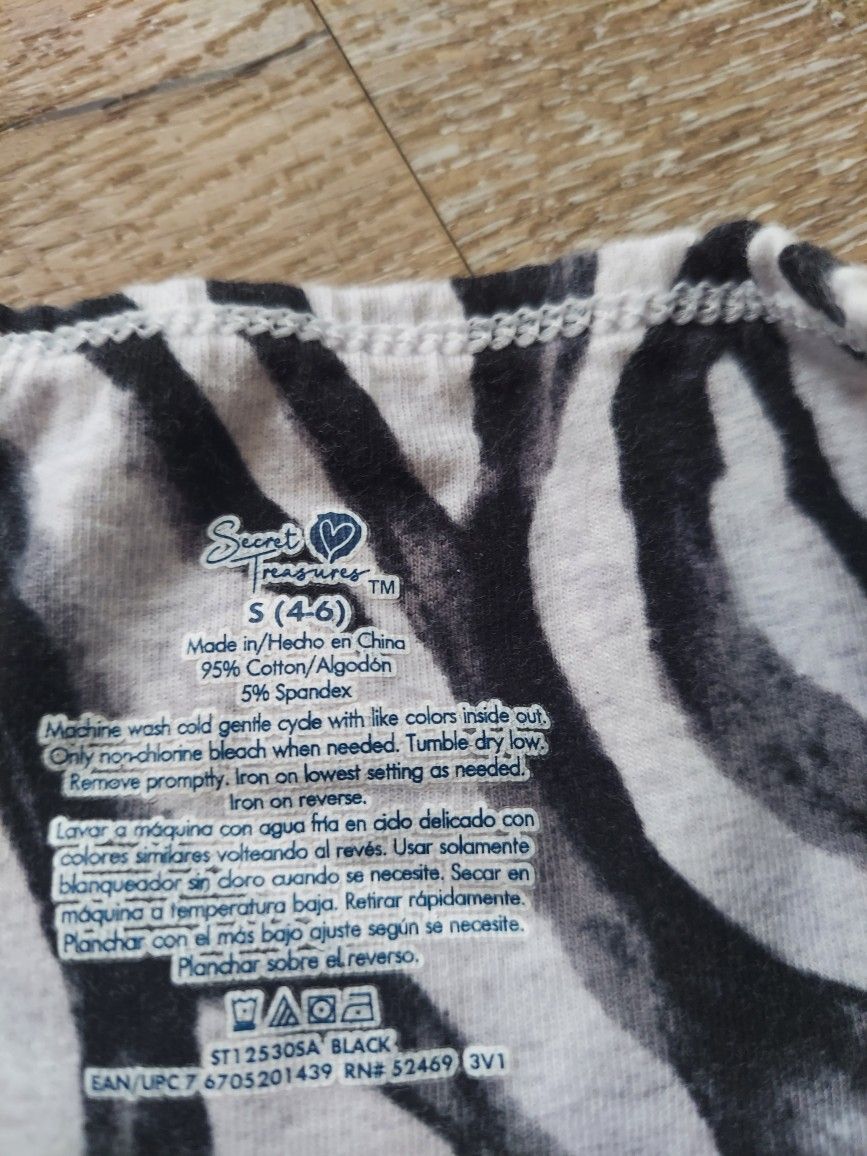 Secret
Treasures™
S (4-6)
Made in/Hecho en China
95% Cotton/Algodón
5% Spandex
Machine wash cold gentle cycle with like colors inside out.
Only non-chlorine bleach when needed. Tumble dry low.
Remove promptly. Iron on lowest setting as needed.
Iron on reverse.
Lavar a máquina con agua fría en ciclo delicado con
colores similares volteando al revés. Usar solamente
blanqueador sin cloro cuando se necesite. Secar en
máquina a temperatura baja. Retirar rápidamente.
Planchar con el más bajo ajuste según se necesite.
Planchar sobre el reverso.
ST12530SA BLACK
EAN/UPC 7 6705201439 RN# 52469 3V1